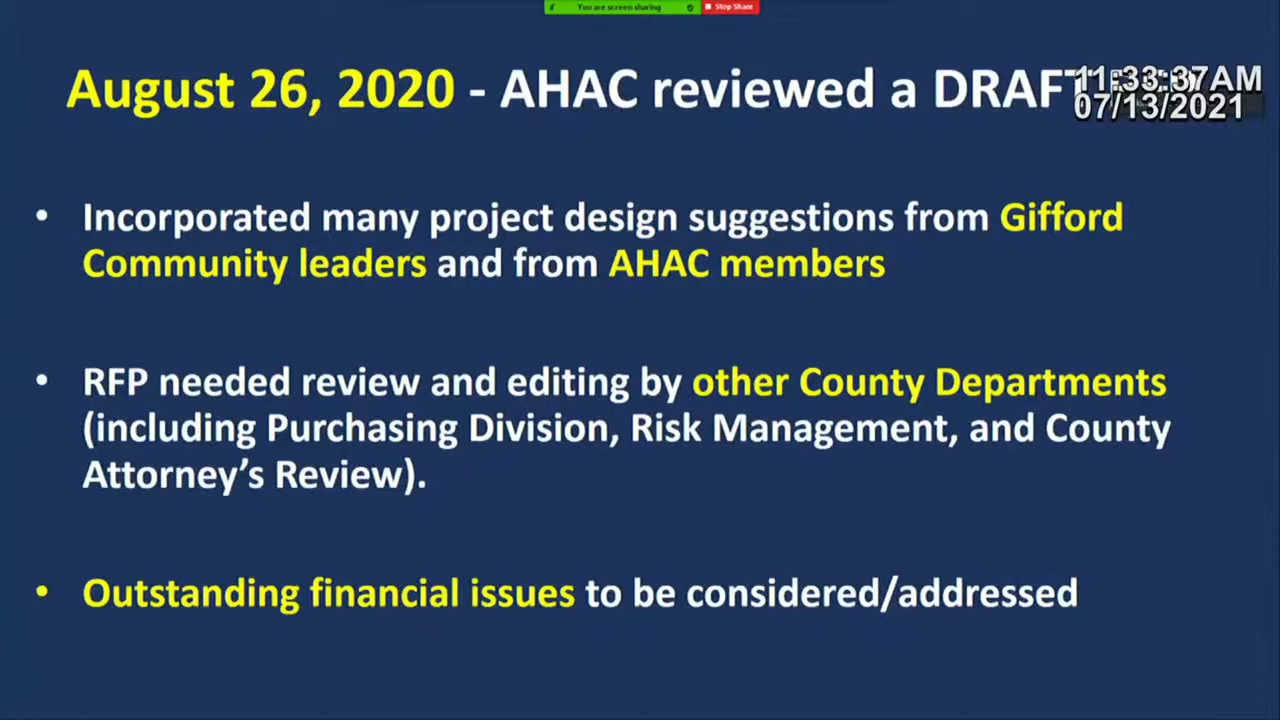 You are screen sharing
Stop Share
August 26, 2020 - AHAC reviewed a DRAFT
11:33:37AM
07/13/2021
• Incorporated many project design suggestions from Gifford
Community leaders and from AHAC members
• RFP needed review and editing by other County Departments
(including Purchasing Division, Risk Management, and County
Attorney's Review).
• Outstanding financial issues to be considered/addressed